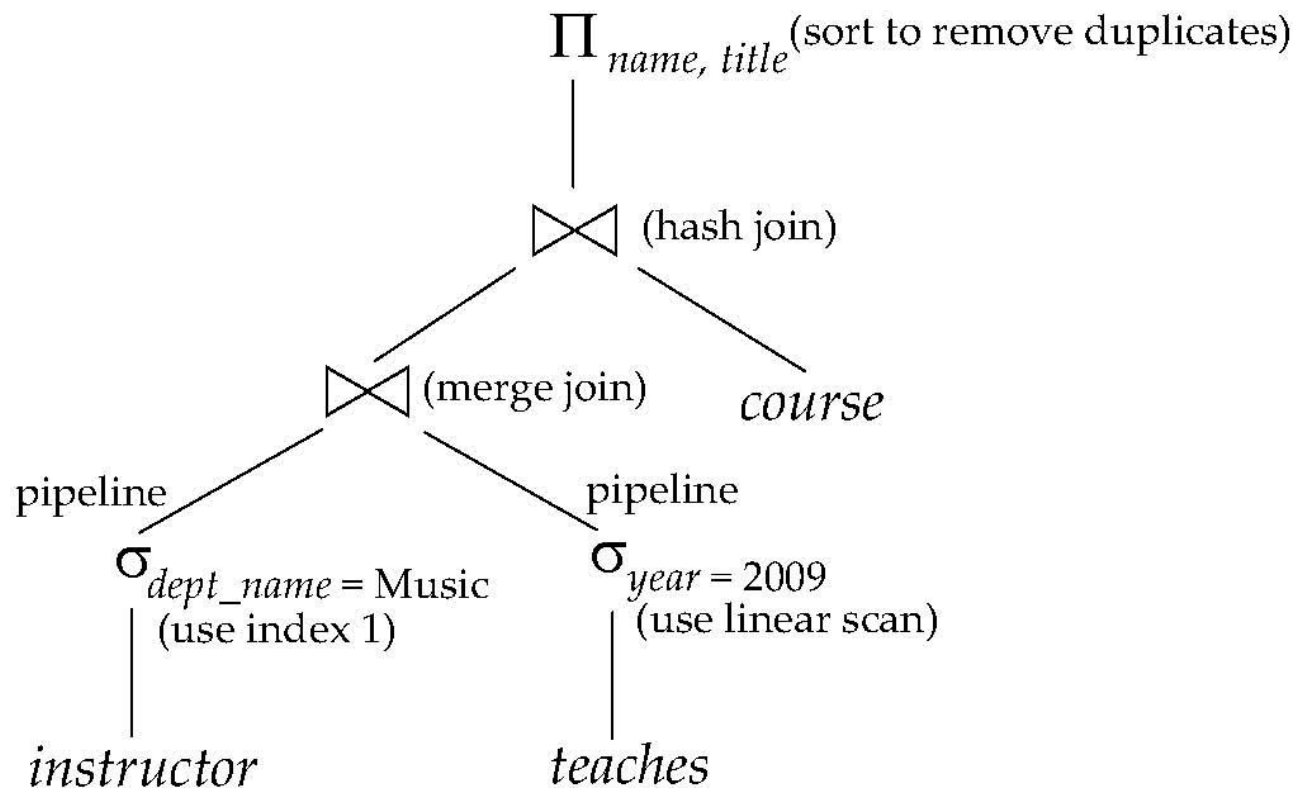 Π name, title (sort to remove duplicates)
(hash join)
(merge join)
course
pipeline
pipeline
σ dept_name = Music
(use index 1)
σ year = 2009
(use linear scan)
instructor
teaches